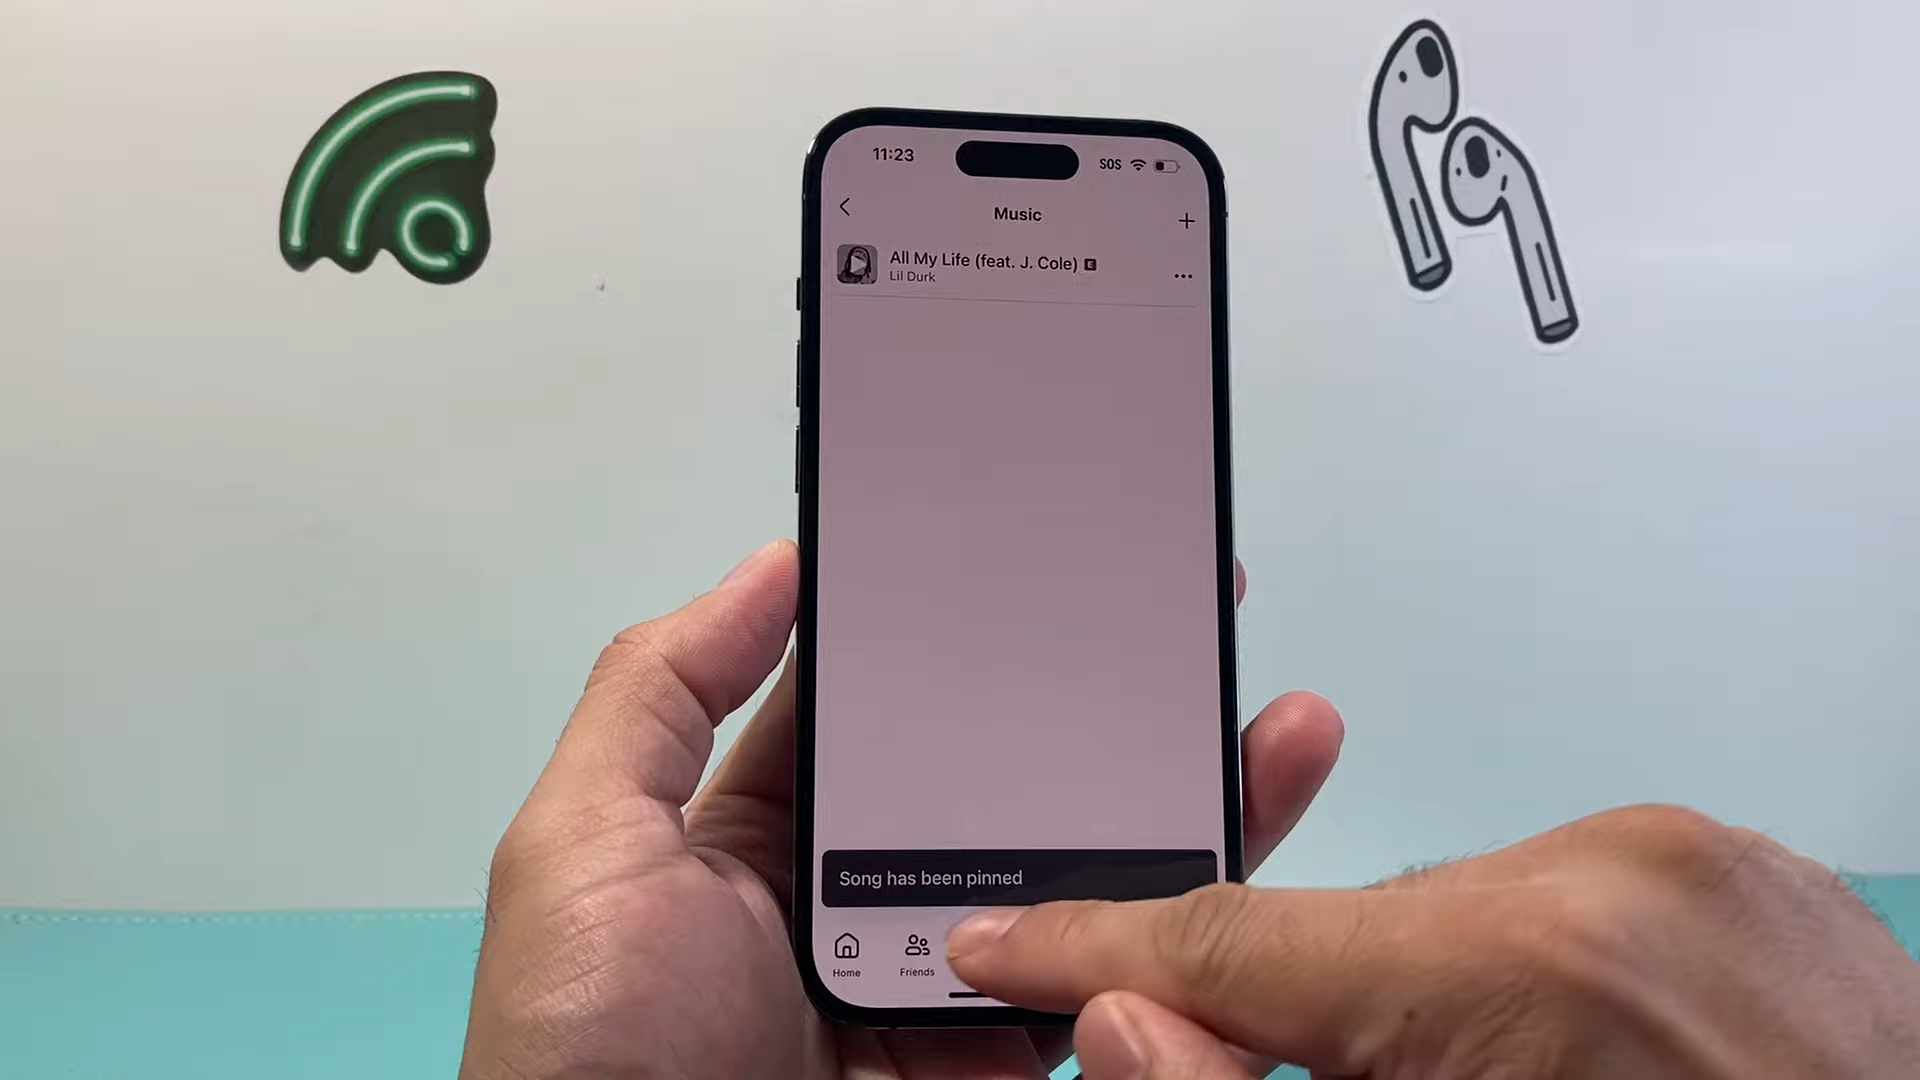 11:23
SOS
Music
All My Life (feat. J. Cole) E
Lil Durk
Song has been pinned
Home
Friends